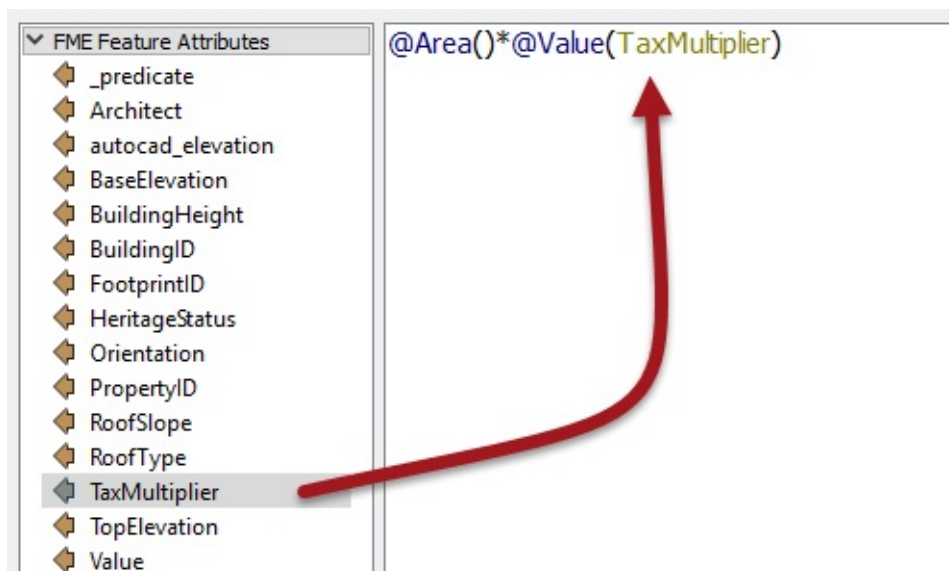 FME Feature Attributes
_predicate
Architect
autocad_elevation
BaseElevation
BuildingHeight
BuildingID
FootprintID
HeritageStatus
Orientation
PropertyID
RoofSlope
RoofType
TaxMultiplier
TopElevation
Value
@Area()*@Value(TaxMultiplier)